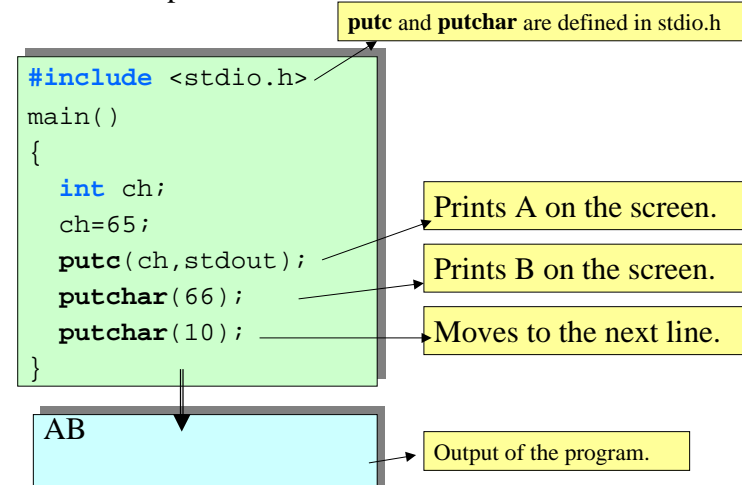 putc and putchar are defined in stdio.h
#include <stdio.h>
main()
{
int ch;
ch=65;
putc(ch,stdout);
Prints A on the screen.
putchar(66);
Prints B on the screen.
putchar(10);
Moves to the next line.
}
AB
Output of the program.